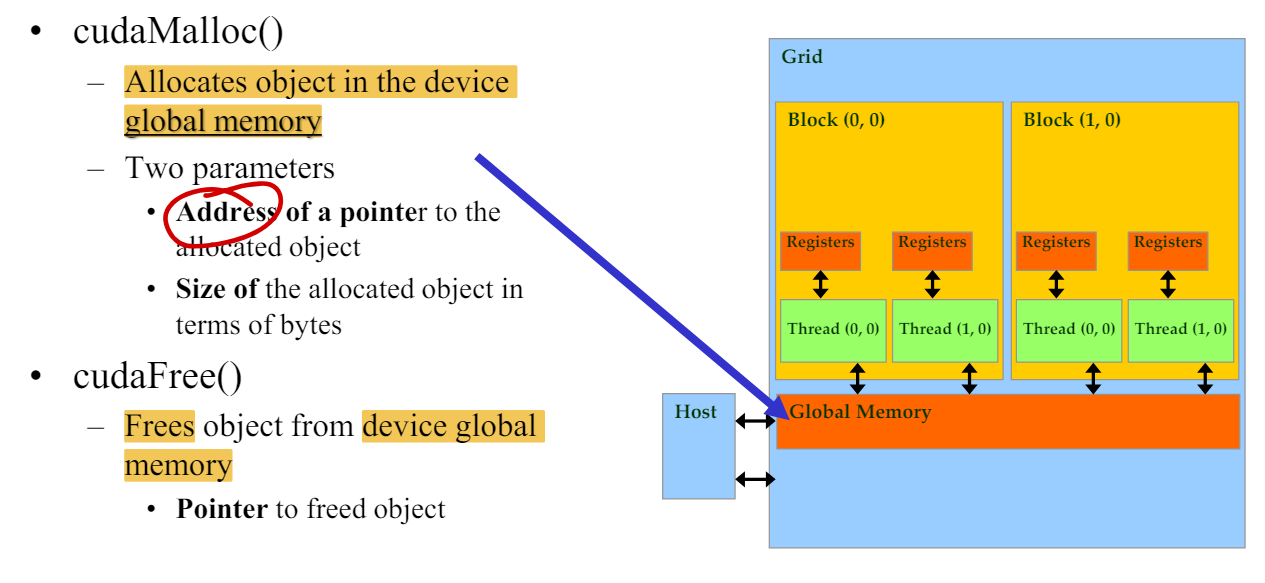 • cudaMalloc()
– Allocates object in the device
global memory
– Two parameters
• Address of a pointer to the
allocated object
• Size of the allocated object in
terms of bytes
• cudaFree()
– Frees object from device global
memory
• Pointer to freed object
Grid
Block (0, 0)
Block (1, 0)
Registers
Registers
Registers
Registers
Thread (0, 0)
Thread (1, 0)
Thread (0, 0)
Thread (1, 0)
Host
Global Memory